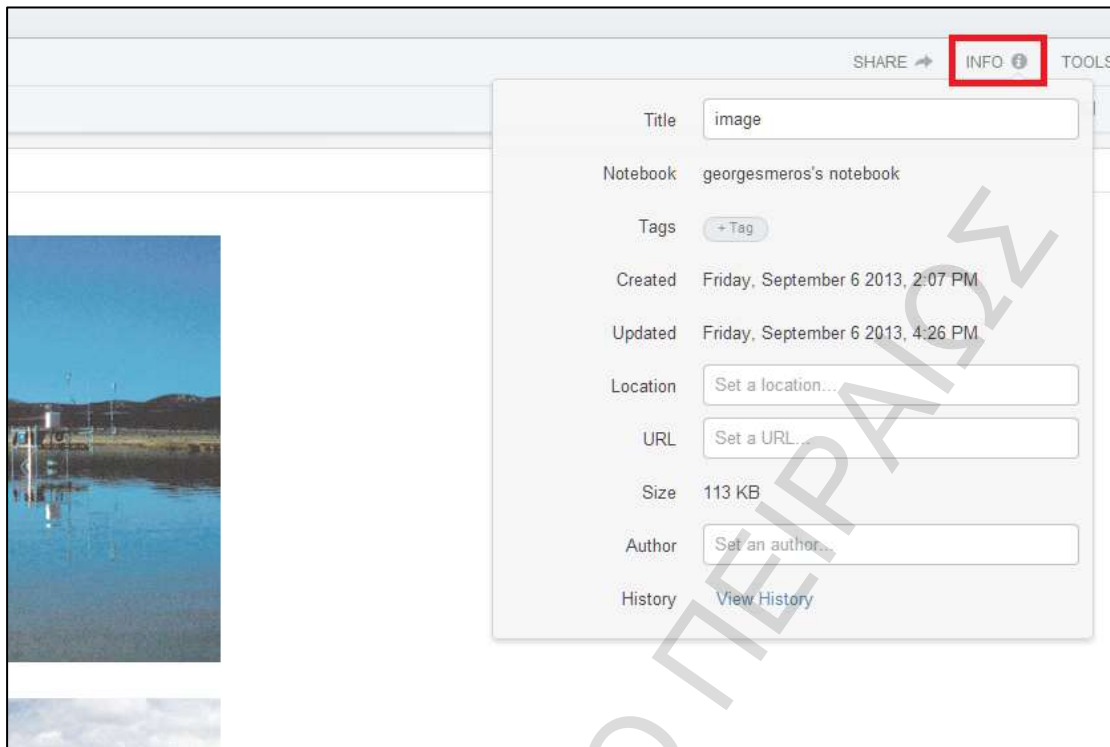 SHARE INFO TOOLS
Title image
Notebook georgesmeros's notebook
Tags + Tag
Created Friday, September 6 2013, 2:07 PM
Updated Friday, September 6 2013, 4:26 PM
Location Set a location...
URL Set a URL...
Size 113 KB
Author Set an author...
History View History
Ο ΠΕΙΡΑΙΩΣ